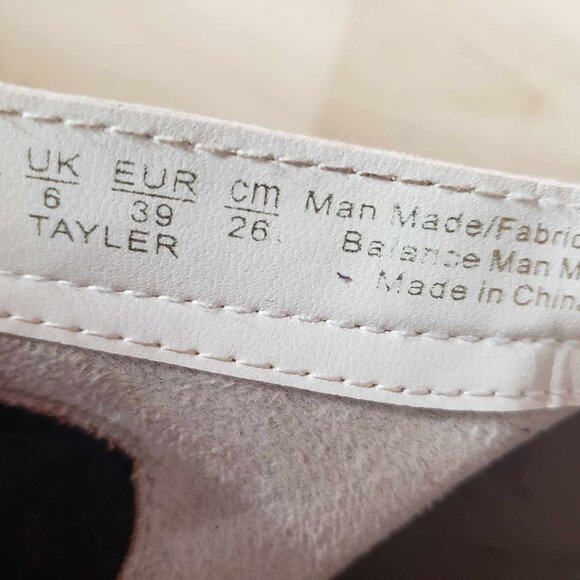 UK EUR cm Man Made/Fabric
6 39 26. Balance Man M
TAYLER Made in China